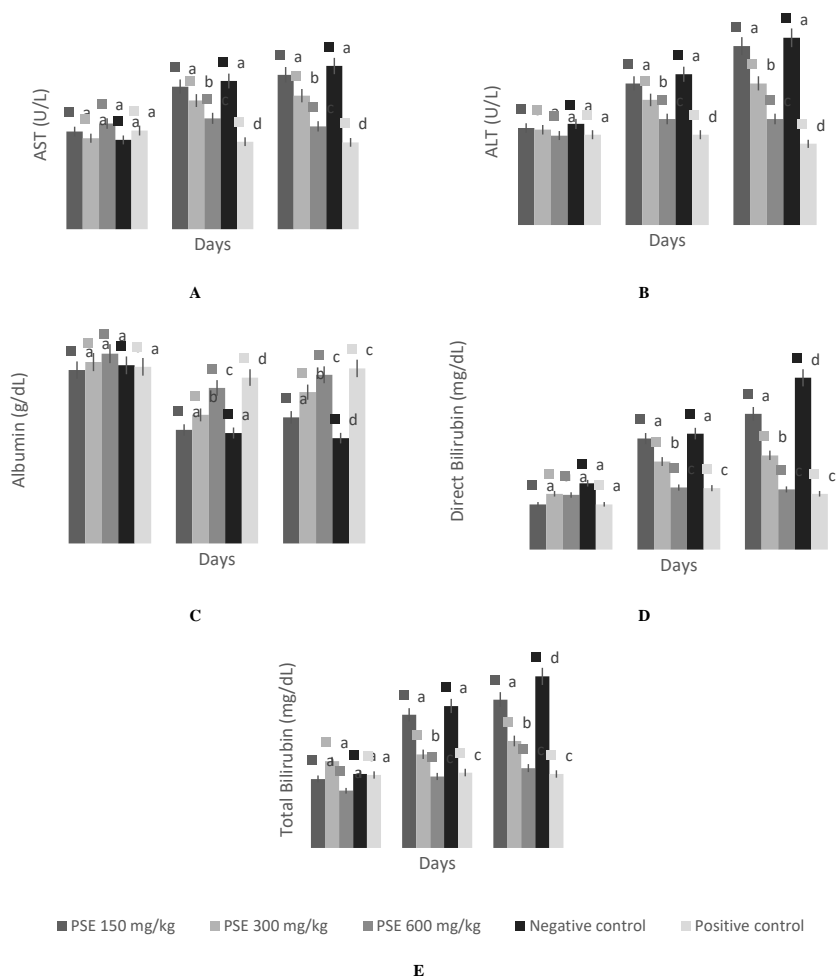 AST (U/L)
a a a a a
a b c a d
a b c a d
Days
A
ALT (U/L)
a a a a a
a b c a d
a b c a d
Days
B
Albumin (g/dL)
a a a a a
a b c a d
a b c d c
Days
C
Direct Bilirubin (mg/dL)
a a a a a
a b c a c
a b c d c
Days
D
Total Bilirubin (mg/dL)
a a a a a
a b c a c
a b c d c
Days
PSE 150 mg/kg PSE 300 mg/kg PSE 600 mg/kg Negative control Positive control
E